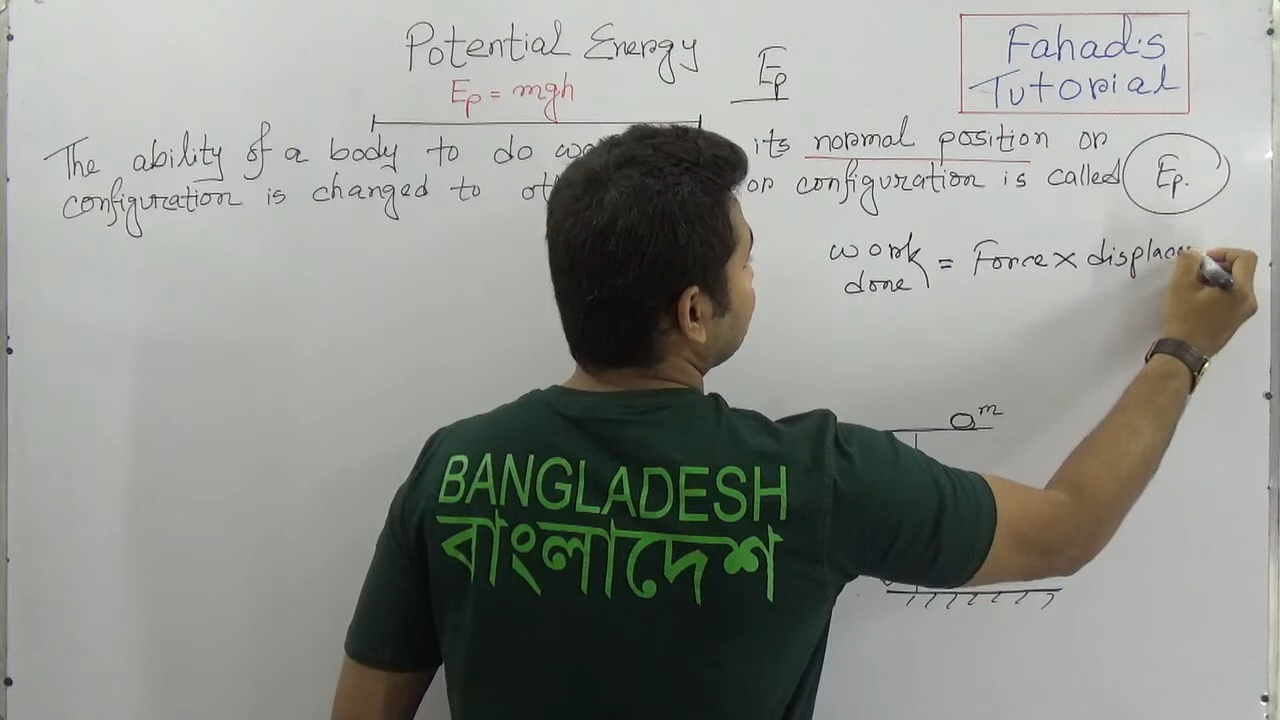 Potential Energy
Ep = mgh
Ep
Fahad's
Tutorial
The ability of a body to do its normal position or
configuration is changed to or configuration is called Ep.
work
done = Force × displace
m
BANGLADESH
বাংলাদেশ